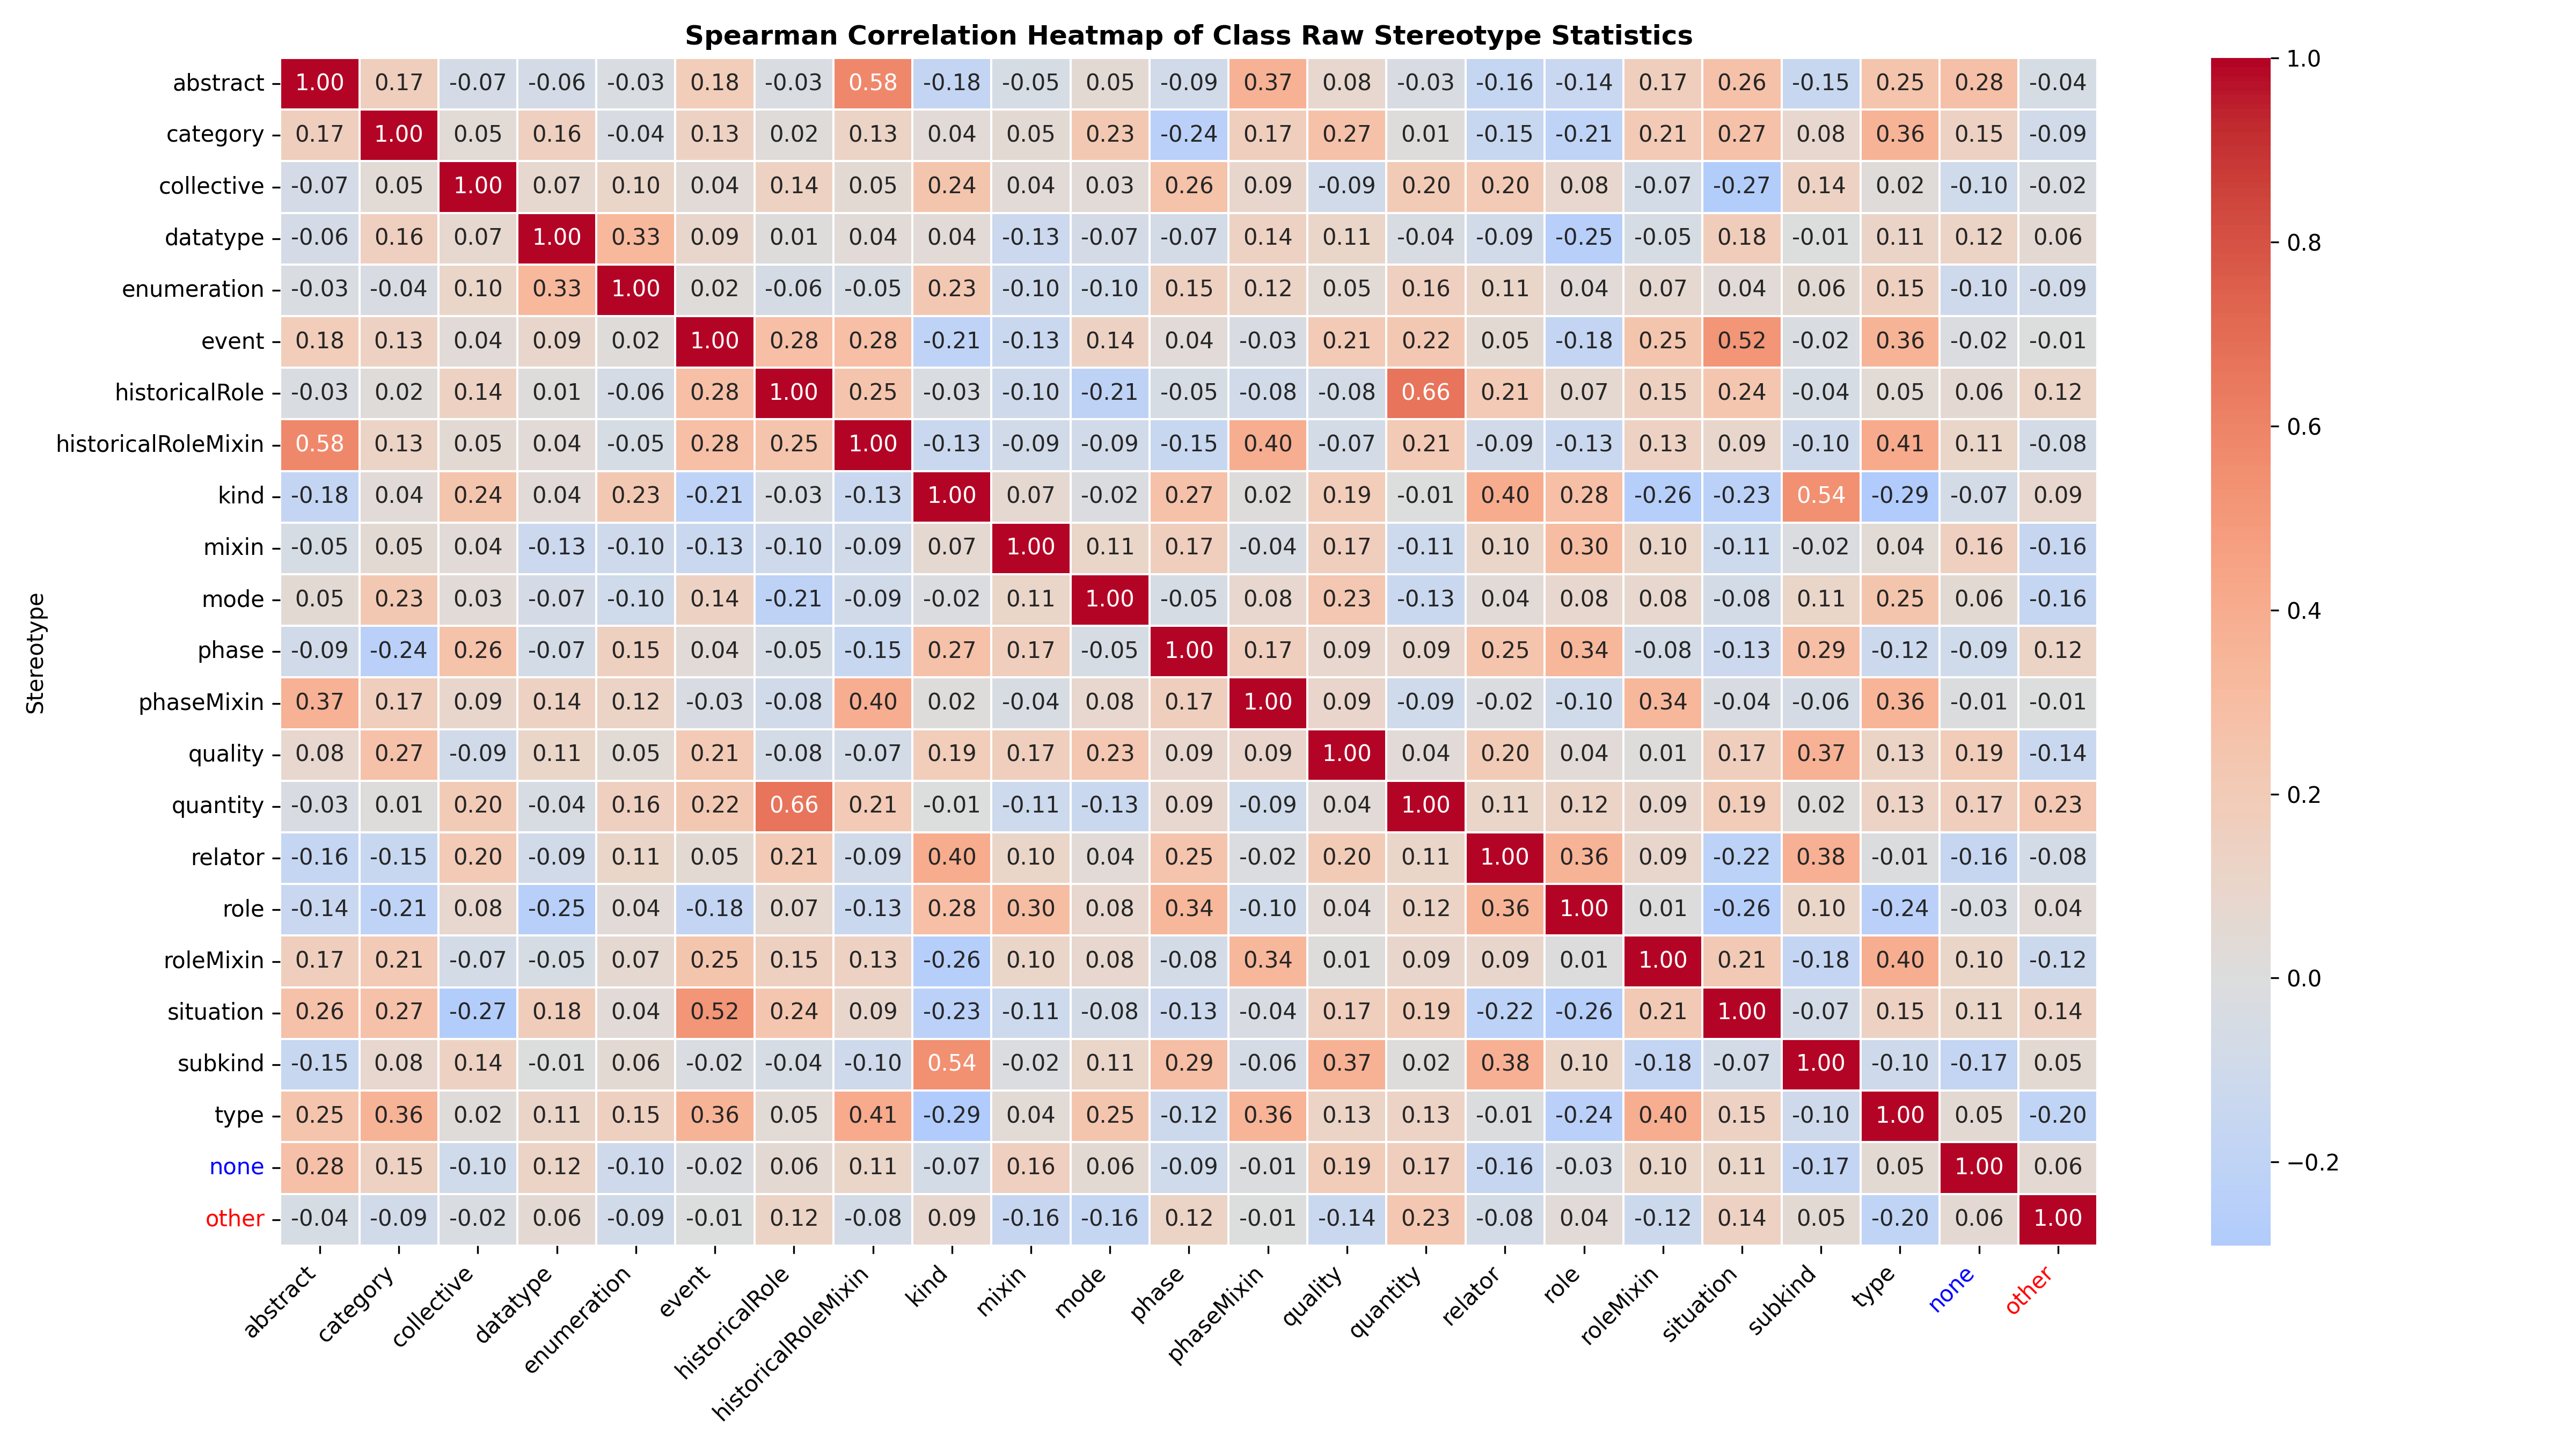 Spearman Correlation Heatmap of Class Raw Stereotype Statistics
Stereotype
abstract 1.00 0.17 -0.07 -0.06 -0.03 0.18 -0.03 0.58 -0.18 -0.05 0.05 -0.09 0.37 0.08 -0.03 -0.16 -0.14 0.17 0.26 -0.15 0.25 0.28 -0.04
category 0.17 1.00 0.05 0.16 -0.04 0.13 0.02 0.13 0.04 0.05 0.23 -0.24 0.17 0.27 0.01 -0.15 -0.21 0.21 0.27 0.08 0.36 0.15 -0.09
collective -0.07 0.05 1.00 0.07 0.10 0.04 0.14 0.05 0.24 0.04 0.03 0.26 0.09 -0.09 0.20 0.20 0.08 -0.07 -0.27 0.14 0.02 -0.10 -0.02
datatype -0.06 0.16 0.07 1.00 0.33 0.09 0.01 0.04 0.04 -0.13 -0.07 -0.07 0.14 0.11 -0.04 -0.09 -0.25 -0.05 0.18 -0.01 0.11 0.12 0.06
enumeration -0.03 -0.04 0.10 0.33 1.00 0.02 -0.06 -0.05 0.23 -0.10 -0.10 0.15 0.12 0.05 0.16 0.11 0.04 0.07 0.04 0.06 0.15 -0.10 -0.09
event 0.18 0.13 0.04 0.09 0.02 1.00 0.28 0.28 -0.21 -0.13 0.14 0.04 -0.03 0.21 0.22 0.05 -0.18 0.25 0.52 -0.02 0.36 -0.02 -0.01
historicalRole -0.03 0.02 0.14 0.01 -0.06 0.28 1.00 0.25 -0.03 -0.10 -0.21 -0.05 -0.08 -0.08 0.66 0.21 0.07 0.15 0.24 -0.04 0.05 0.06 0.12
historicalRoleMixin 0.58 0.13 0.05 0.04 -0.05 0.28 0.25 1.00 -0.13 -0.09 -0.09 -0.15 0.40 -0.07 0.21 -0.09 -0.13 0.13 0.09 -0.10 0.41 0.11 -0.08
kind -0.18 0.04 0.24 0.04 0.23 -0.21 -0.03 -0.13 1.00 0.07 -0.02 0.27 0.02 0.19 -0.01 0.40 0.28 -0.26 -0.23 0.54 -0.29 -0.07 0.09
mixin -0.05 0.05 0.04 -0.13 -0.10 -0.13 -0.10 -0.09 0.07 1.00 0.11 0.17 -0.04 0.17 -0.11 0.10 0.30 0.10 -0.11 -0.02 0.04 0.16 -0.16
mode 0.05 0.23 0.03 -0.07 -0.10 0.14 -0.21 -0.09 -0.02 0.11 1.00 -0.05 0.08 0.23 -0.13 0.04 0.08 0.08 -0.08 0.11 0.25 0.06 -0.16
phase -0.09 -0.24 0.26 -0.07 0.15 0.04 -0.05 -0.15 0.27 0.17 -0.05 1.00 0.17 0.09 0.09 0.25 0.34 -0.08 -0.13 0.29 -0.12 -0.09 0.12
phaseMixin 0.37 0.17 0.09 0.14 0.12 -0.03 -0.08 0.40 0.02 -0.04 0.08 0.17 1.00 0.09 -0.09 -0.02 -0.10 0.34 -0.04 -0.06 0.36 -0.01 -0.01
quality 0.08 0.27 -0.09 0.11 0.05 0.21 -0.08 -0.07 0.19 0.17 0.23 0.09 0.09 1.00 0.04 0.20 0.04 0.01 0.17 0.37 0.13 0.19 -0.14
quantity -0.03 0.01 0.20 -0.04 0.16 0.22 0.66 0.21 -0.01 -0.11 -0.13 0.09 -0.09 0.04 1.00 0.11 0.12 0.09 0.19 0.02 0.13 0.17 0.23
relator -0.16 -0.15 0.20 -0.09 0.11 0.05 0.21 -0.09 0.40 0.10 0.04 0.25 -0.02 0.20 0.11 1.00 0.36 0.09 -0.22 0.38 -0.01 -0.16 -0.08
role -0.14 -0.21 0.08 -0.25 0.04 -0.18 0.07 -0.13 0.28 0.30 0.08 0.34 -0.10 0.04 0.12 0.36 1.00 0.01 -0.26 0.10 -0.24 -0.03 0.04
roleMixin 0.17 0.21 -0.07 -0.05 0.07 0.25 0.15 0.13 -0.26 0.10 0.08 -0.08 0.34 0.01 0.09 0.09 0.01 1.00 0.21 -0.18 0.40 0.10 -0.12
situation 0.26 0.27 -0.27 0.18 0.04 0.52 0.24 0.09 -0.23 -0.11 -0.08 -0.13 -0.04 0.17 0.19 -0.22 -0.26 0.21 1.00 -0.07 0.15 0.11 0.14
subkind -0.15 0.08 0.14 -0.01 0.06 -0.02 -0.04 -0.10 0.54 -0.02 0.11 0.29 -0.06 0.37 0.02 0.38 0.10 -0.18 -0.07 1.00 -0.10 -0.17 0.05
type 0.25 0.36 0.02 0.11 0.15 0.36 0.05 0.41 -0.29 0.04 0.25 -0.12 0.36 0.13 0.13 -0.01 -0.24 0.40 0.15 -0.10 1.00 0.05 -0.20
none 0.28 0.15 -0.10 0.12 -0.10 -0.02 0.06 0.11 -0.07 0.16 0.06 -0.09 -0.01 0.19 0.17 -0.16 -0.03 0.10 0.11 -0.17 0.05 1.00 0.06
other -0.04 -0.09 -0.02 0.06 -0.09 -0.01 0.12 -0.08 0.09 -0.16 -0.16 0.12 -0.01 -0.14 0.23 -0.08 0.04 -0.12 0.14 0.05 -0.20 0.06 1.00
abstract category collective datatype enumeration event historicalRole historicalRoleMixin kind mixin mode phase phaseMixin quality quantity relator role roleMixin situation subkind type none other
1.0
0.8
0.6
0.4
0.2
0.0
−0.2